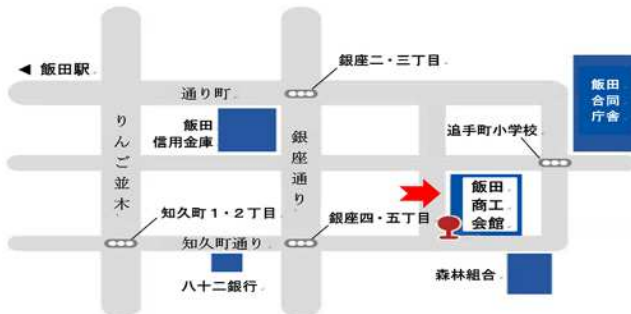 ◀ 飯田駅
銀座二・三丁目
通り町
飯田
合同
庁舎
飯田
信用金庫
りんご並木
銀座通り
追手町小学校
飯田
商工
会館
知久町１・２丁目
銀座四・五丁目
知久町通り
八十二銀行
森林組合